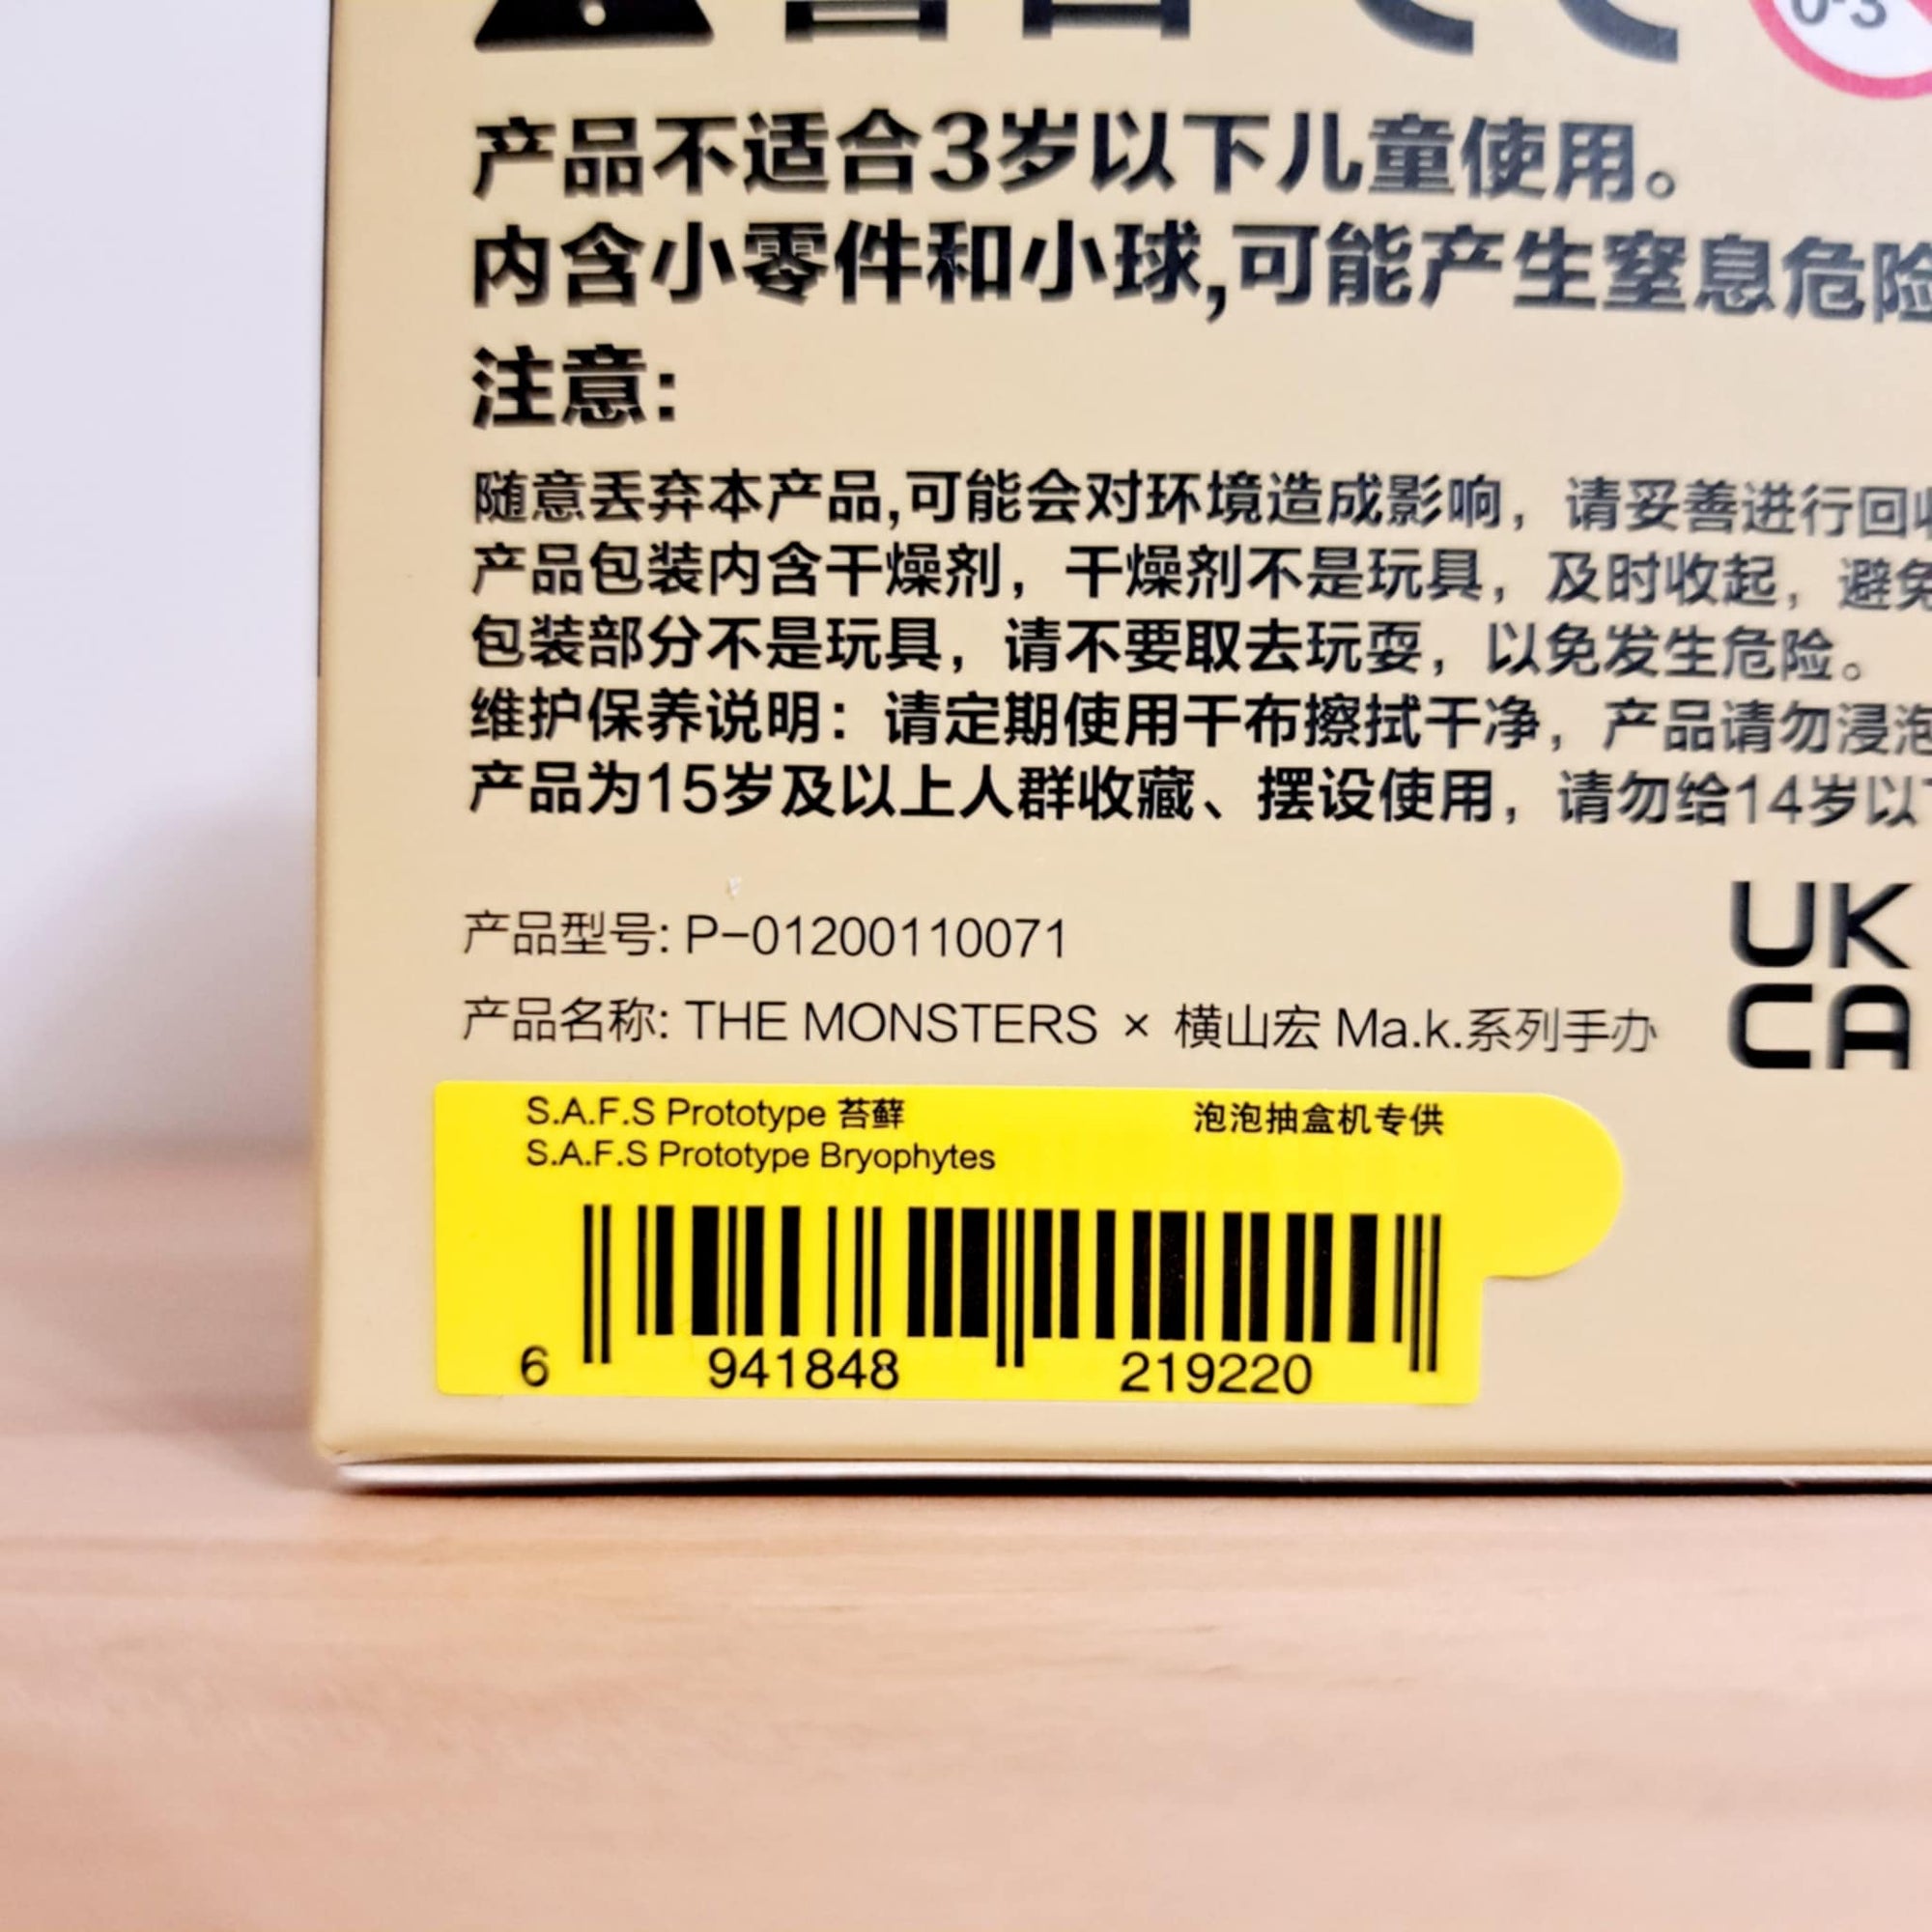 0-3
产品不适合3岁以下儿童使用。
内含小零件和小球,可能产生窒息危险
注意:
随意丢弃本产品,可能会对环境造成影响，请妥善进行回收
产品包装内含干燥剂，干燥剂不是玩具，及时收起，避免
包装部分不是玩具，请不要取去玩耍，以免发生危险。
维护保养说明：请定期使用干布擦拭干净，产品请勿浸泡
产品为15岁及以上人群收藏、摆设使用，请勿给14岁以下
产品型号: P-01200110071
产品名称: THE MONSTERS × 横山宏 Ma.k.系列手办
UK
CA
S.A.F.S Prototype 苔藓
泡泡抽盒机专供
S.A.F.S Prototype Bryophytes
6 941848 219220